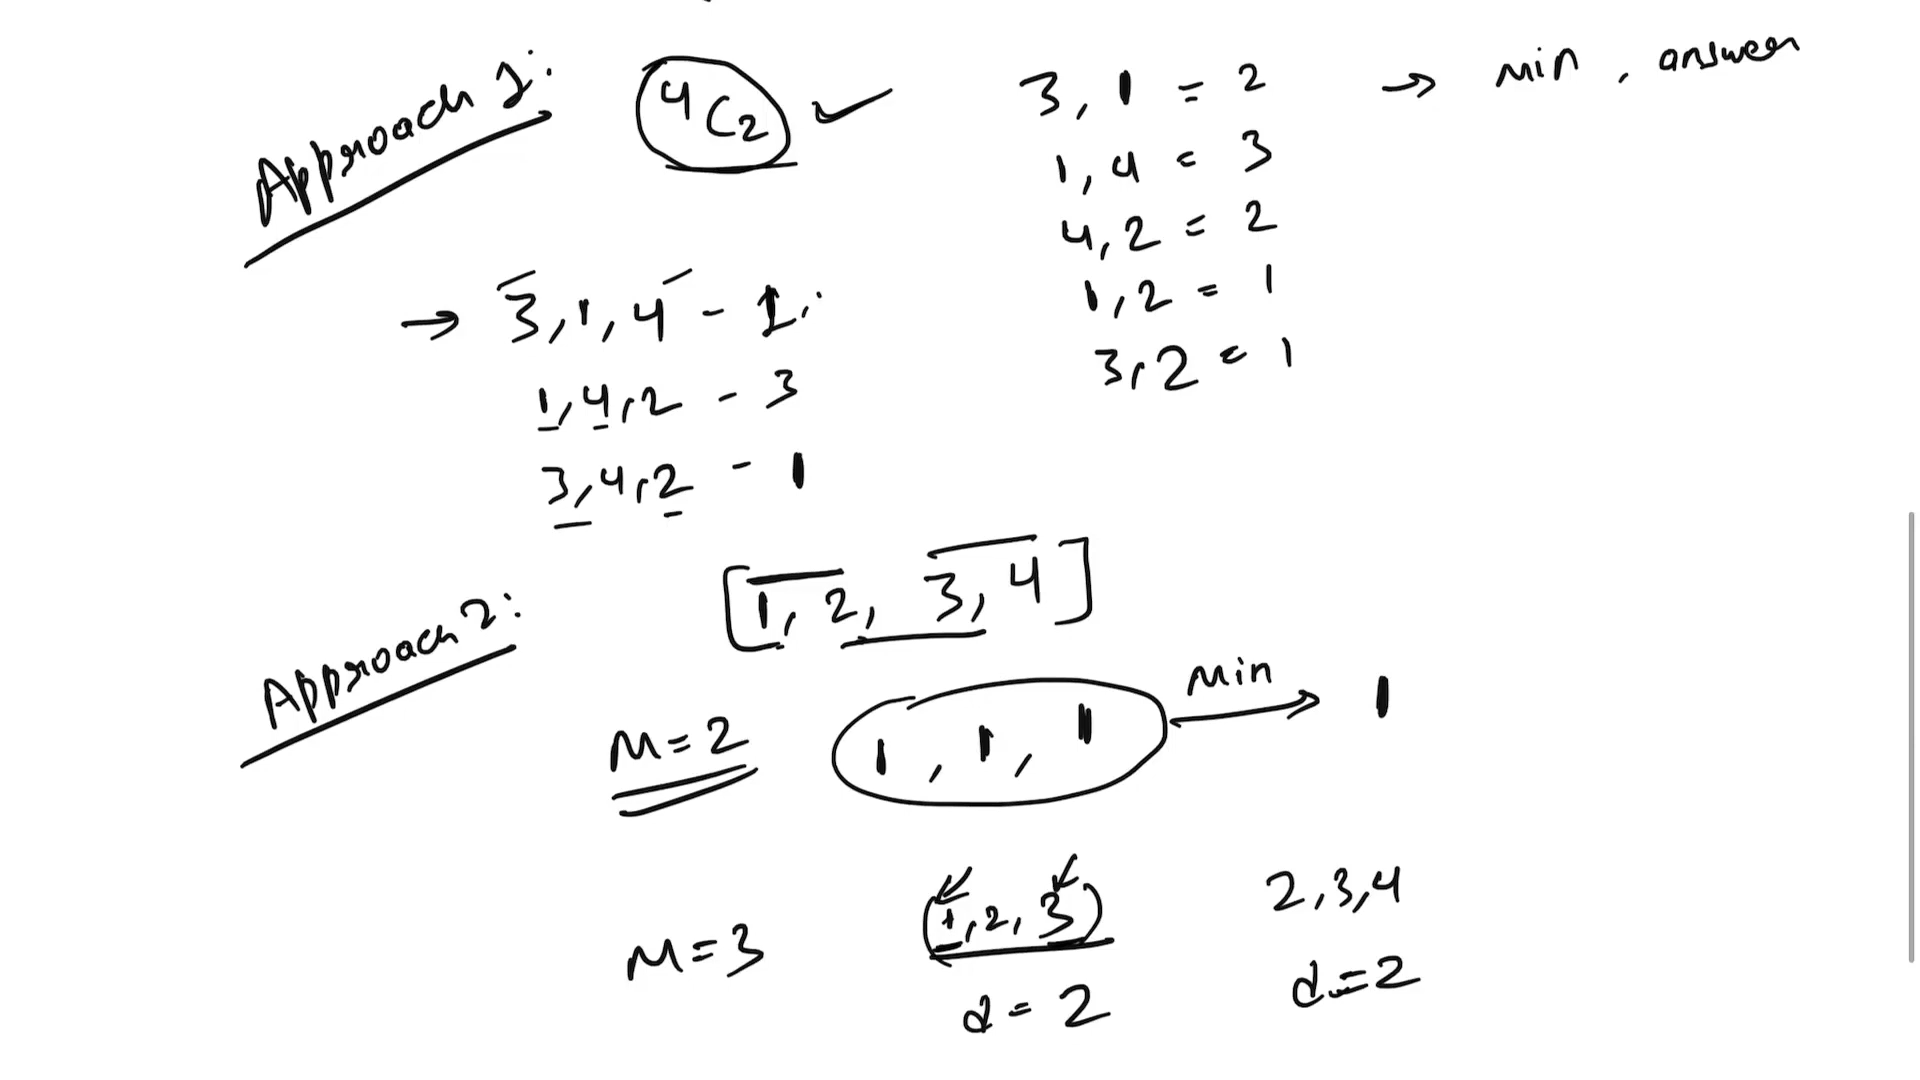 Approach 1:
4C2
3, 1 = 2 → min, answer
1, 4 = 3
4, 2 = 2
1, 2 = 1
3, 2 = 1
→ 3, 1, 4 - 1.
1, 4, 2 - 3
3, 4, 2 - 1
Approach 2:
[1, 2, 3, 4]
M=2
1, 1, 1 Min → 1
M=3
(1, 2, 3) 2,3,4
d = 2 d=2